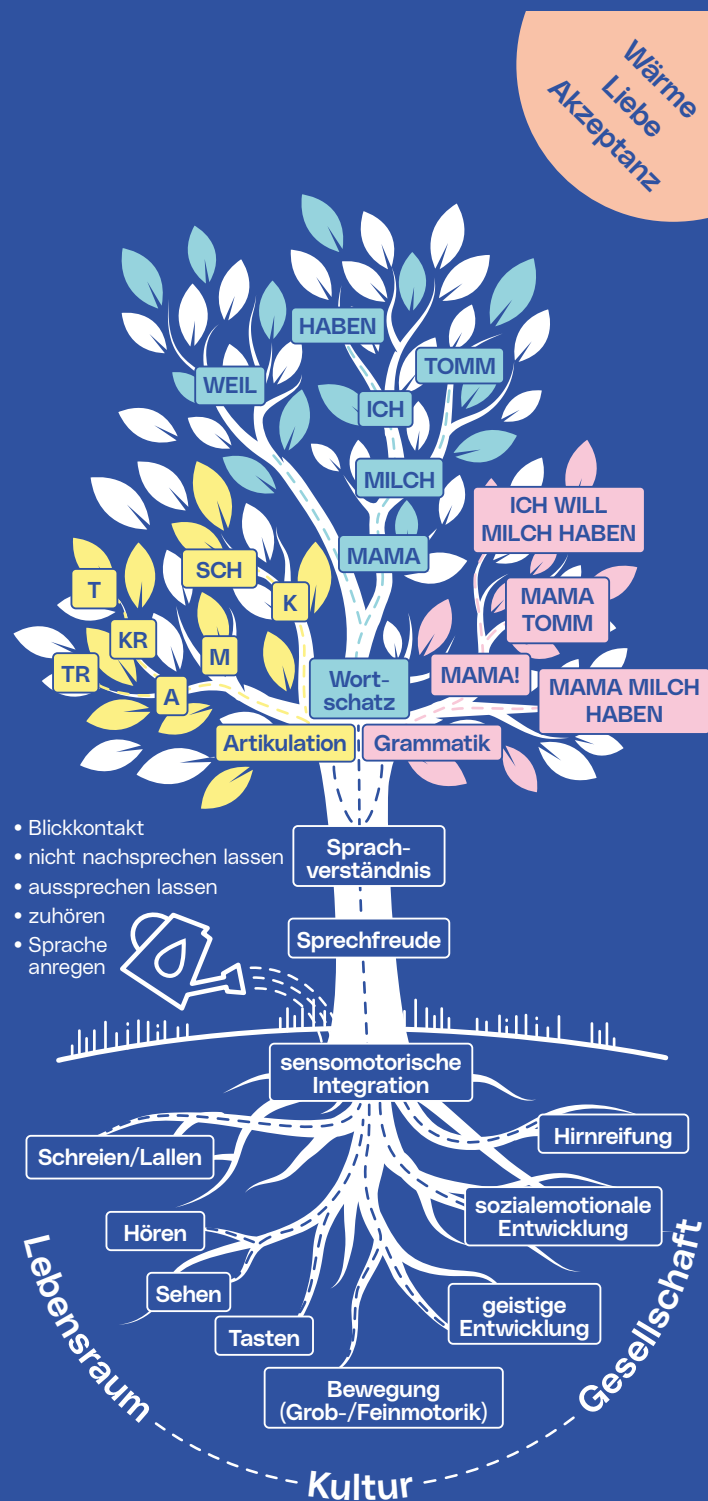 Wärme
Liebe
Akzeptanz
HABEN
TOMM
WEIL
ICH
MILCH
ICH WILL
MILCH HABEN
MAMA
SCH
T
K
MAMA
TOMM
KR
M
TR
A
Wort-
schatz
MAMA!
MAMA MILCH
HABEN
Artikulation
Grammatik
• Blickkontakt
• nicht nachsprechen lassen
• aussprechen lassen
• zuhören
• Sprache
anregen
Sprach-
verständnis
Sprechfreude
sensomotorische
Integration
Schreien/Lallen
Hirnreifung
Hören
sozialemotionale
Entwicklung
Sehen
Tasten
geistige
Entwicklung
Bewegung
(Grob-/Feinmotorik)
Lebensraum
Kultur
Gesellschaft